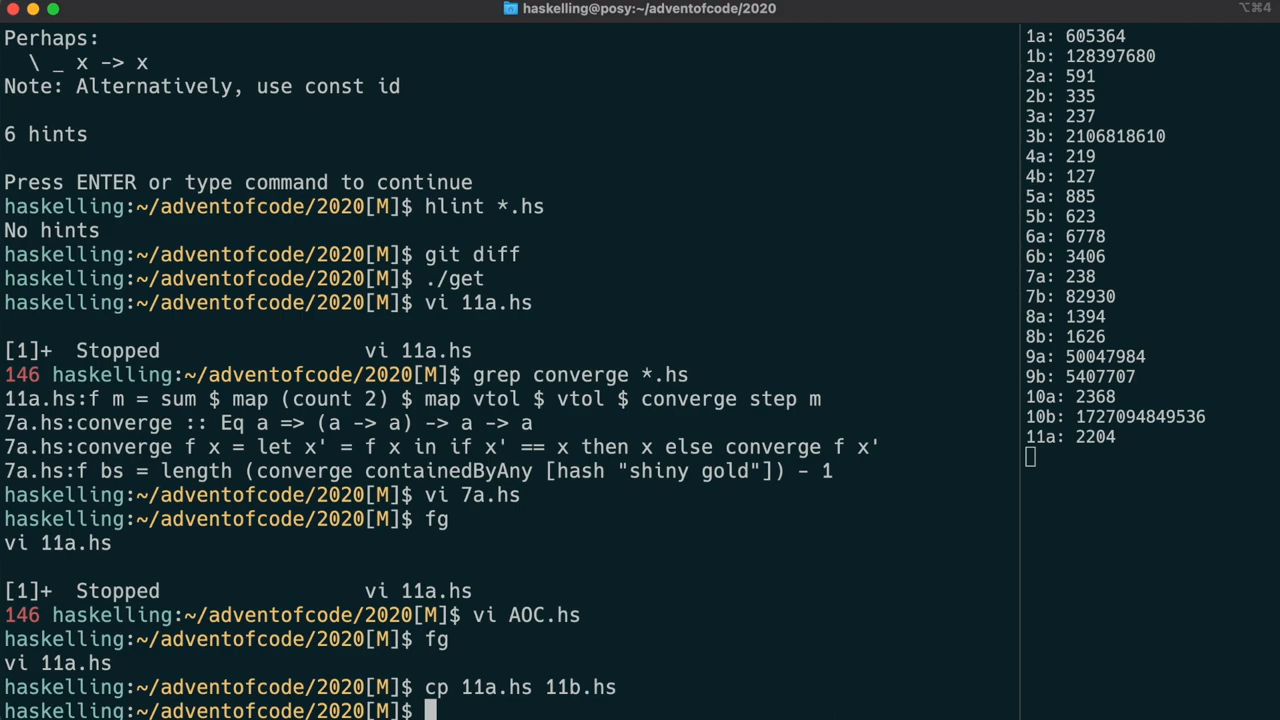 haskelling@posy:~/adventofcode/2020
⌥⌘4
Perhaps:
  \ _ x -> x
Note: Alternatively, use const id
6 hints
Press ENTER or type command to continue
haskelling:~/adventofcode/2020[M]$ hlint *.hs
No hints
haskelling:~/adventofcode/2020[M]$ git diff
haskelling:~/adventofcode/2020[M]$ ./get
haskelling:~/adventofcode/2020[M]$ vi 11a.hs
[1]+  Stopped                 vi 11a.hs
146 haskelling:~/adventofcode/2020[M]$ grep converge *.hs
11a.hs:f m = sum $ map (count 2) $ map vtol $ vtol $ converge step m
7a.hs:converge :: Eq a => (a -> a) -> a -> a
7a.hs:converge f x = let x' = f x in if x' == x then x else converge f x'
7a.hs:f bs = length (converge containedByAny [hash "shiny gold"]) - 1
haskelling:~/adventofcode/2020[M]$ vi 7a.hs
haskelling:~/adventofcode/2020[M]$ fg
vi 11a.hs
[1]+  Stopped                 vi 11a.hs
146 haskelling:~/adventofcode/2020[M]$ vi AOC.hs
haskelling:~/adventofcode/2020[M]$ fg
vi 11a.hs
haskelling:~/adventofcode/2020[M]$ cp 11a.hs 11b.hs
haskelling:~/adventofcode/2020[M]$
1a: 605364
1b: 128397680
2a: 591
2b: 335
3a: 237
3b: 2106818610
4a: 219
4b: 127
5a: 885
5b: 623
6a: 6778
6b: 3406
7a: 238
7b: 82930
8a: 1394
8b: 1626
9a: 50047984
9b: 5407707
10a: 2368
10b: 1727094849536
11a: 2204